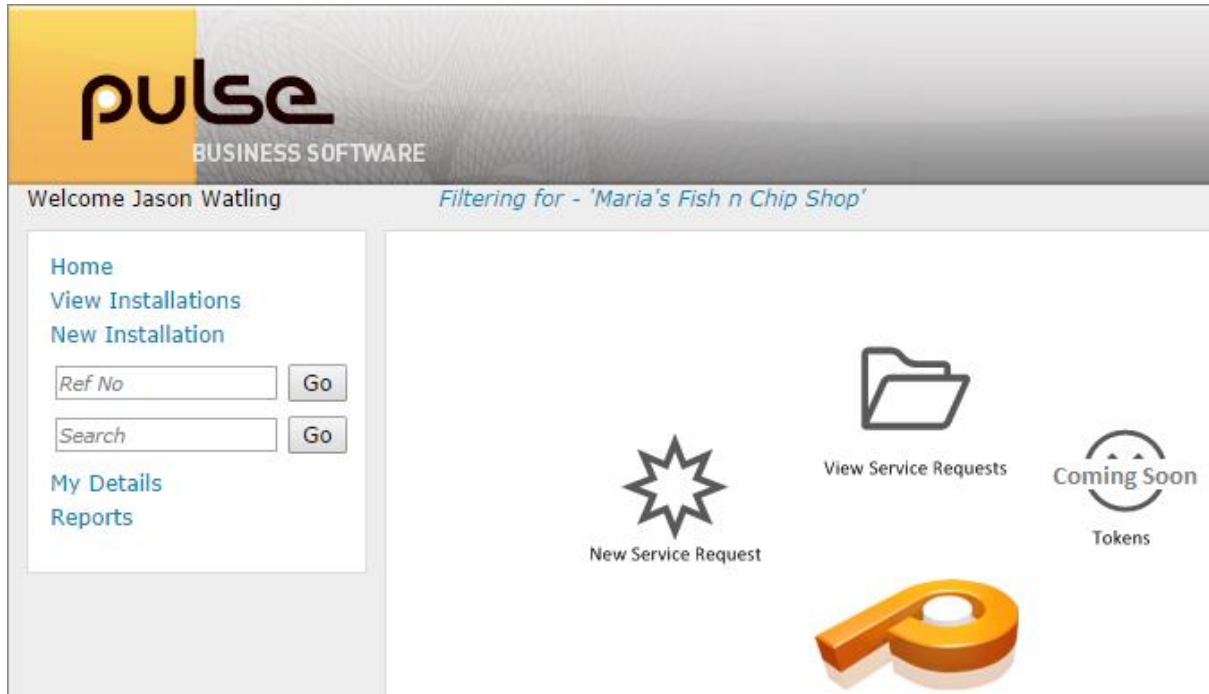 pulse
BUSINESS SOFTWARE
Welcome Jason Watling
Filtering for - 'Maria's Fish n Chip Shop'
Home
View Installations
New Installation
Ref No
Go
Search
Go
My Details
Reports
New Service Request
View Service Requests
Coming Soon
Tokens